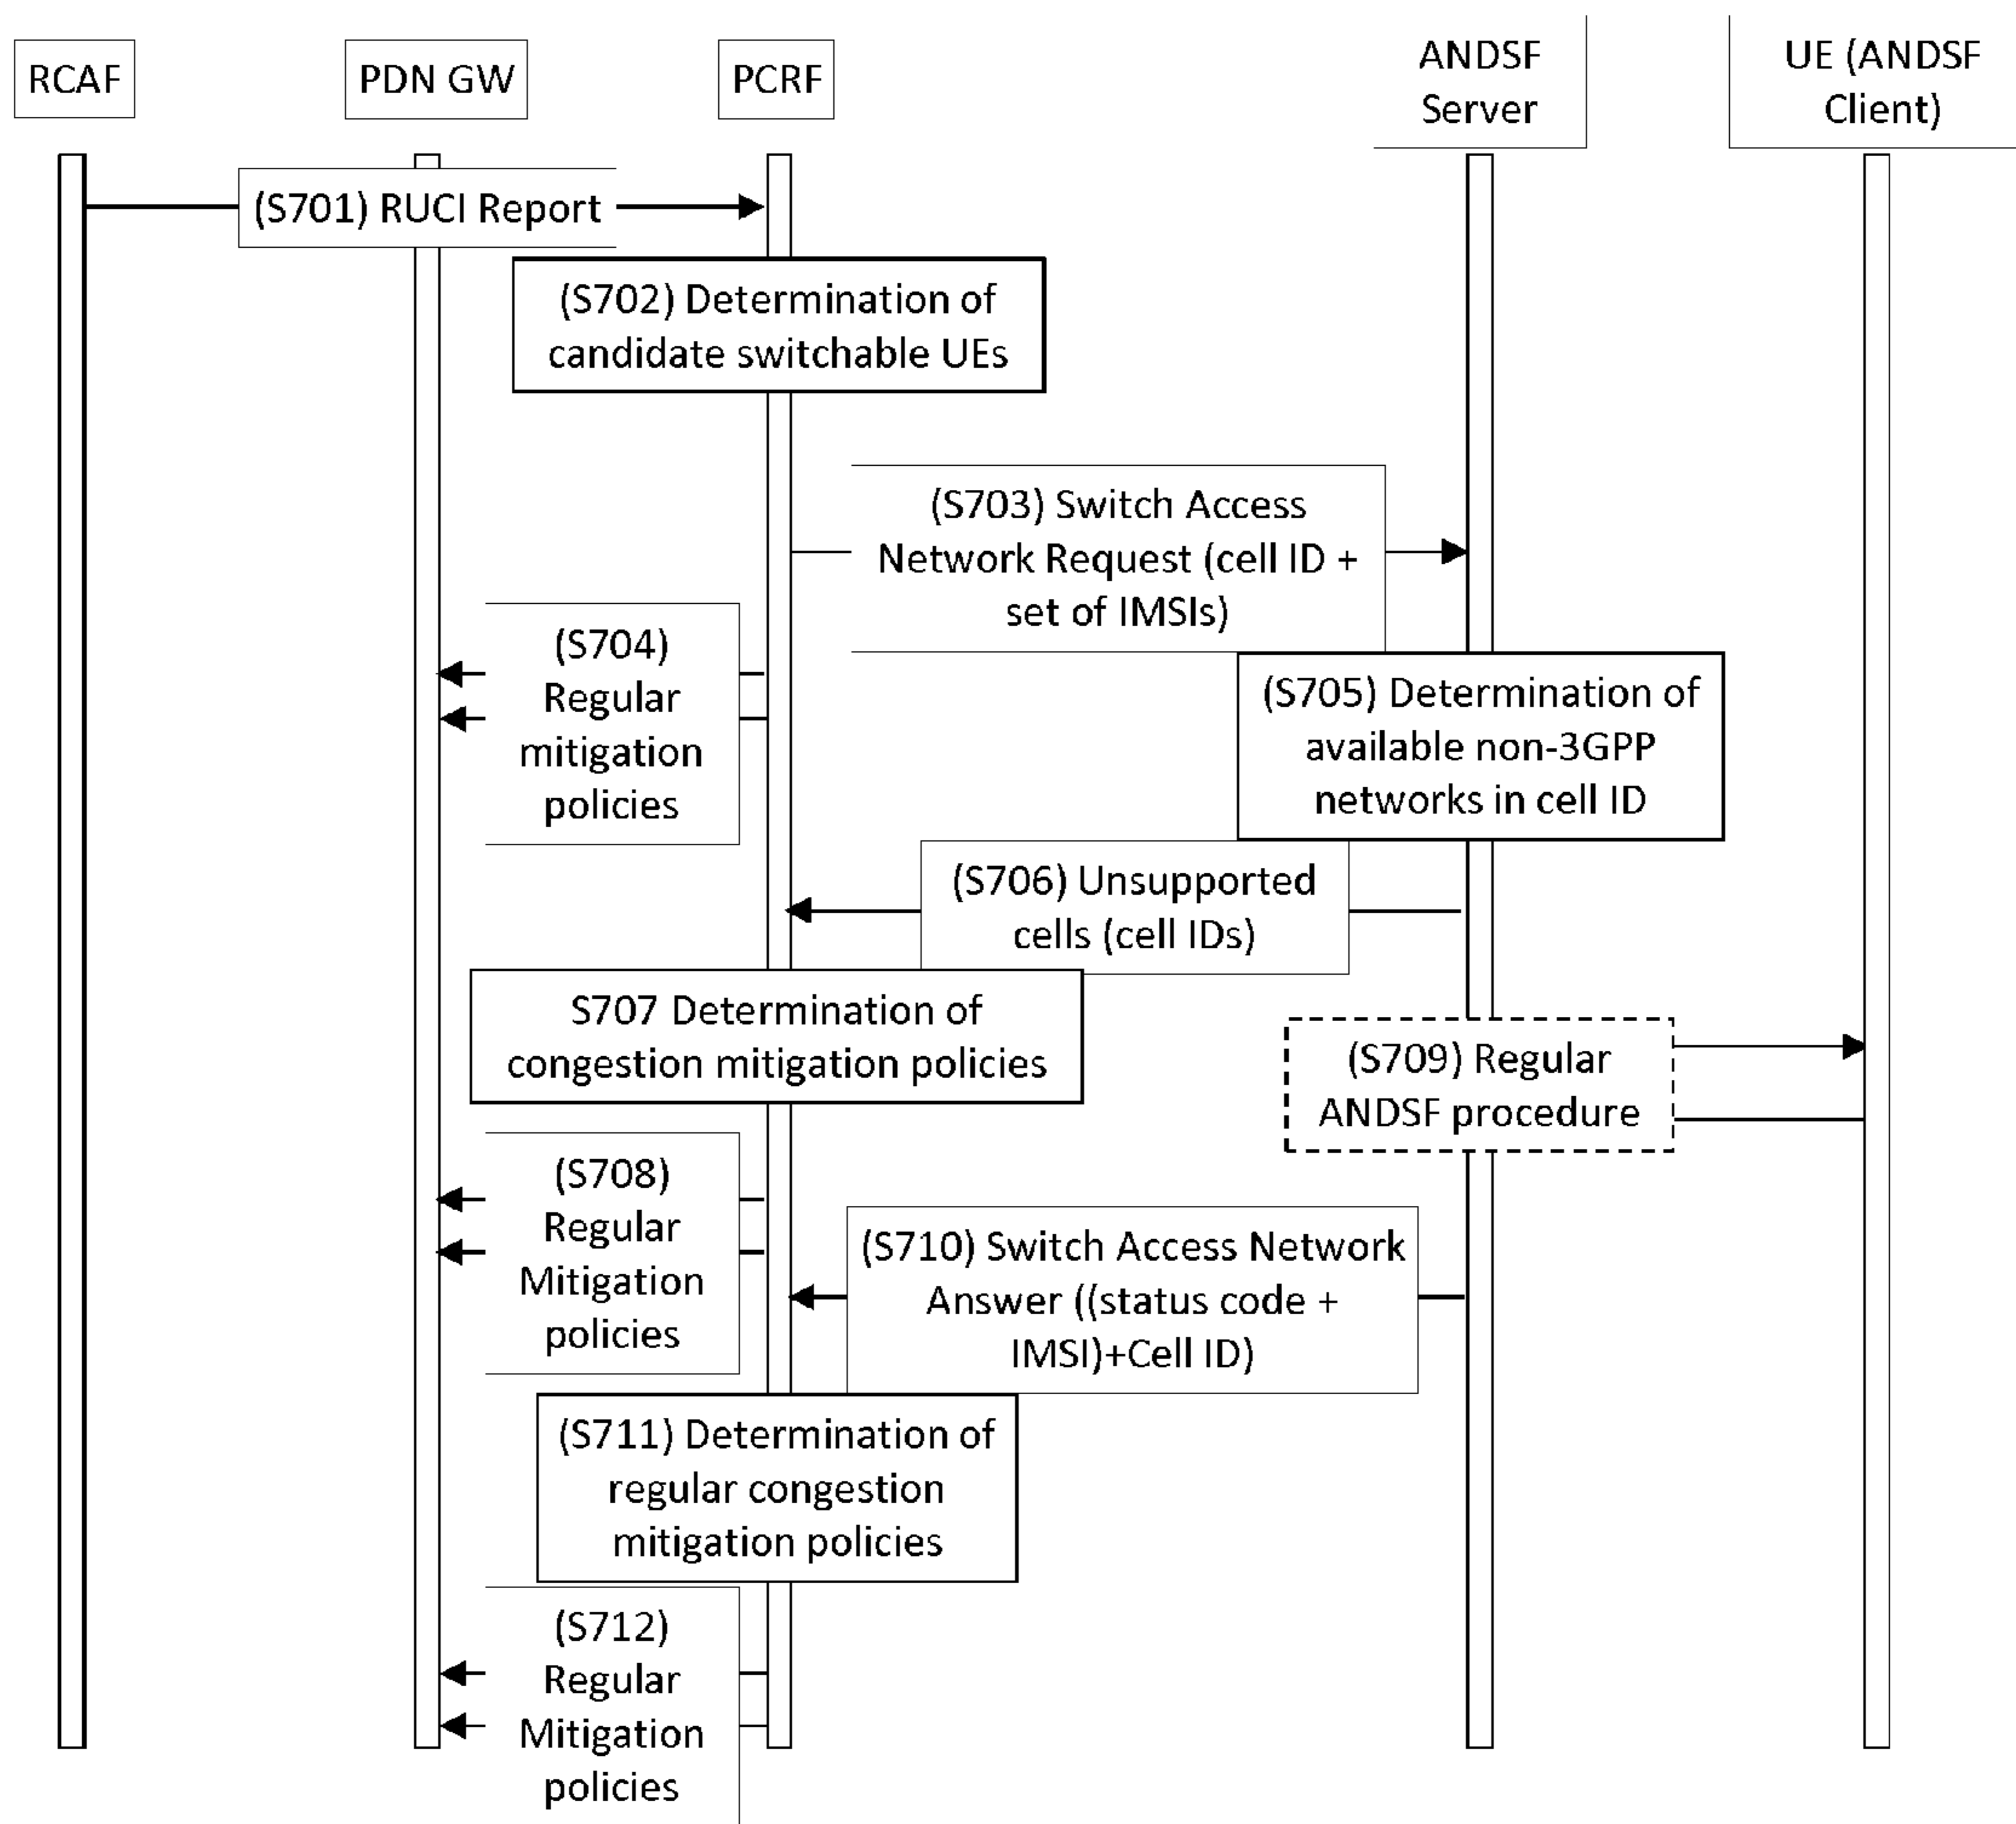 RCAF
PDN GW
PCRF
ANDSF
Server
UE (ANDSF
Client)
(S701) RUCI Report
(S702) Determination of
candidate switchable UEs
(S703) Switch Access
Network Request (cell ID +
set of IMSIs)
(S704)
Regular
mitigation
policies
(S705) Determination of
available non-3GPP
networks in cell ID
(S706) Unsupported
cells (cell IDs)
S707 Determination of
congestion mitigation policies
(S709) Regular
ANDSF procedure
(S708)
Regular
Mitigation
policies
(S710) Switch Access Network
Answer ((status code +
IMSI)+Cell ID)
(S711) Determination of
regular congestion
mitigation policies
(S712)
Regular
Mitigation
policies